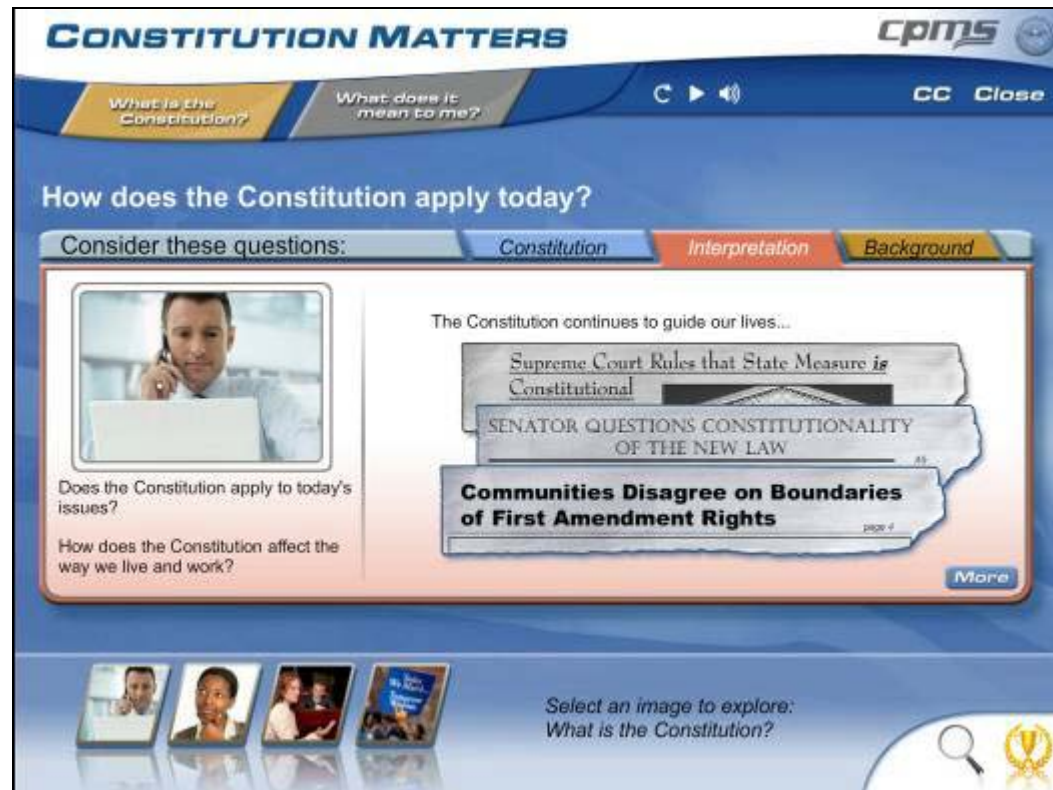 CONSTITUTION MATTERS
cpms
What is the
Constitution?
What does it
mean to me?
CC Close
How does the Constitution apply today?
Consider these questions:
Constitution
Interpretation
Background
The Constitution continues to guide our lives...
Supreme Court Rules that State Measure is
Constitutional
SENATOR QUESTIONS CONSTITUTIONALITY
OF THE NEW LAW
Communities Disagree on Boundaries
of First Amendment Rights
page 4
Does the Constitution apply to today's
issues?
How does the Constitution affect the
way we live and work?
More
We March...
Select an image to explore:
What is the Constitution?